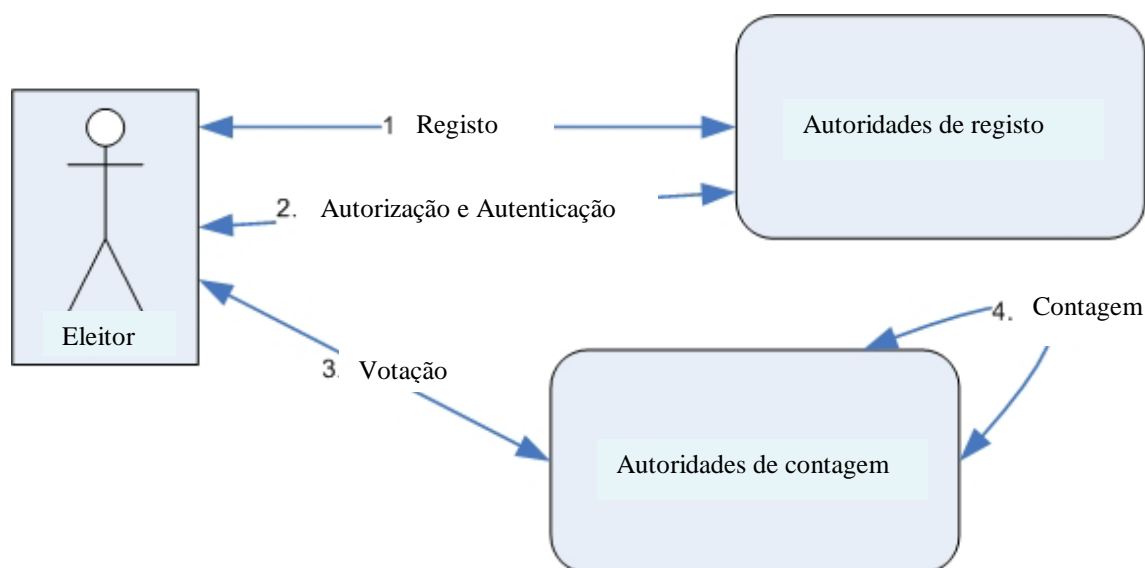 1 Registo
Autoridades de registo
2. Autorização e Autenticação
Eleitor
3. Votação
4. Contagem
Autoridades de contagem